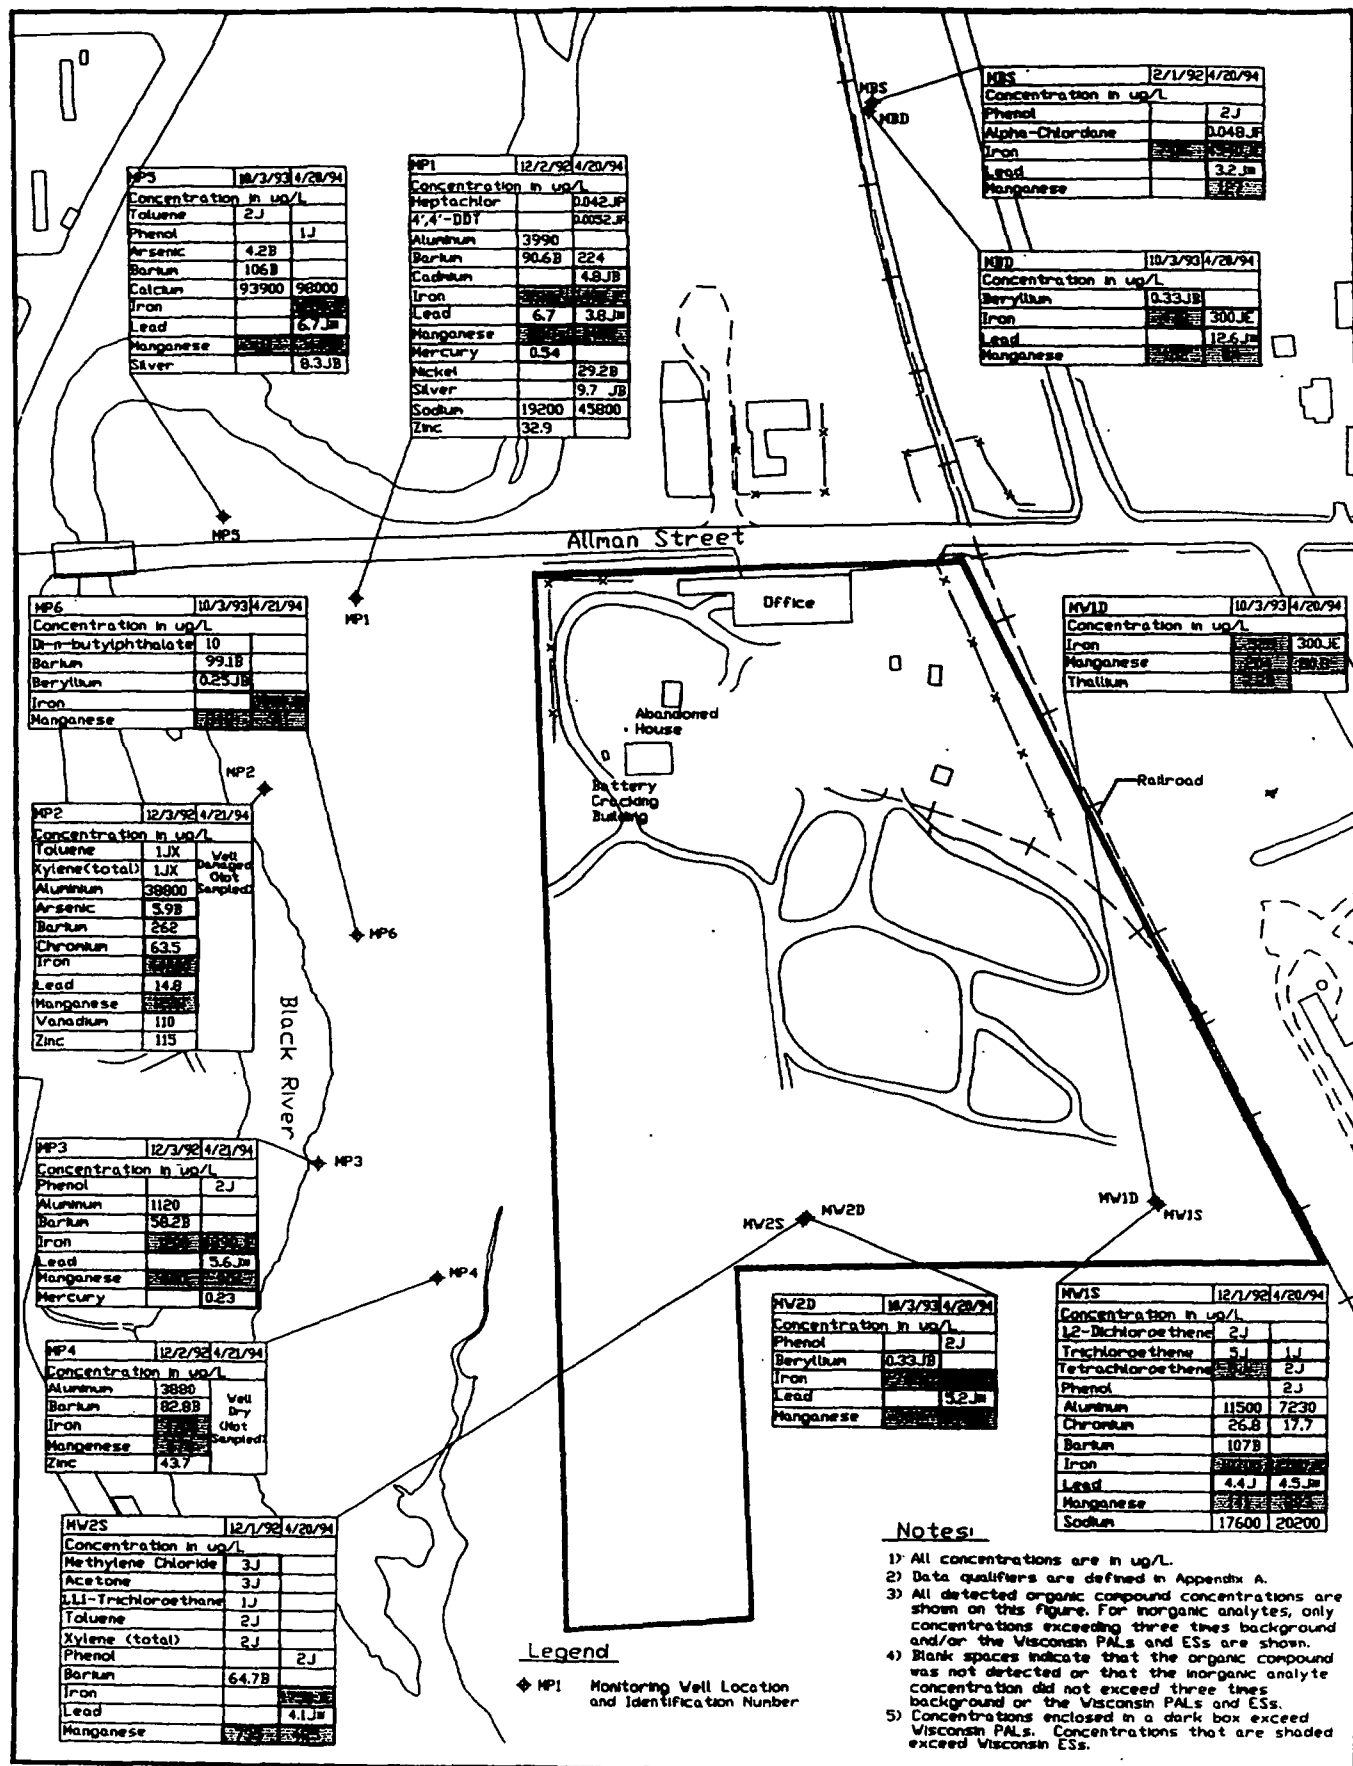 MBS 2/1/92 4/20/94
Concentration in ug/L
Phenol 2J
Alpha-Chlordane 0.048JP
Iron
Lead 3.2J*
Manganese
MBS
MBD
MP5 10/3/93 4/20/94
Concentration in ug/L
Toluene 2J
Phenol 1J
Arsenic 4.2B
Barium 106B
Calcium 93900 98000
Iron
Lead 6.7J*
Manganese
Silver 8.3JB
MP1 12/2/92 4/20/94
Concentration in ug/L
Heptachlor 0.042JP
4',4'-DDT 0.0052JP
Aluminum 3990
Barium 90.6B 224
Cadmium 4.8JB
Iron
Lead 6.7 3.8J*
Manganese
Mercury 0.54
Nickel 29.2B
Silver 9.7 JB
Sodium 19200 45800
Zinc 32.9
MBD 10/3/93 4/20/94
Concentration in ug/L
Beryllium 0.33JB
Iron 300JE
Lead 12.6J*
Manganese
MP5
Allman Street
MP1
Office
MP6 10/3/93 4/21/94
Concentration in ug/L
Di-n-butylphthalate 10
Barium 99.1B
Beryllium 0.25JB
Iron
Manganese
MW1D 10/3/93 4/20/94
Concentration in ug/L
Iron 300JE
Manganese
Thallium
Abandoned
House
Battery
Cracking
Building
Railroad
MP2
MP2 12/3/92 4/21/94
Concentration in ug/L
Toluene 1JX
Xylene(total) 1JX
Aluminium 38800
Arsenic 5.9B
Barium 262
Chromium 63.5
Iron
Lead 14.8
Manganese
Vanadium 110
Zinc 115
Well
Damaged
(Not
Sampled)
MP6
Black River
MP3 12/3/92 4/21/94
Concentration in ug/L
Phenol 2J
Aluminum 1120
Barium 58.2B
Iron
Lead 5.6J*
Manganese
Mercury 0.23
MP3
MW2S
MW2D
MW1D
MW1S
MP4
MP4 12/2/92 4/21/94
Concentration in ug/L
Aluminum 3880
Barium 82.8B
Iron
Mangenese
Zinc 43.7
Well
Dry
(Not
Sampled)
MW2D 10/3/93 4/20/94
Concentration in ug/L
Phenol 2J
Beryllium 0.33JB
Iron
Lead 5.2J*
Manganese
MW1S 12/1/92 4/20/94
Concentration in ug/L
1,2-Dichloroethene 2J
Trichloroethene 5J 1J
Tetrachloroethene 2J
Phenol 2J
Aluminum 11500 7230
Chromium 26.8 17.7
Barium 107B
Iron
Lead 4.4J 4.5J*
Manganese
Sodium 17600 20200
MW2S 12/1/92 4/20/94
Concentration in ug/L
Methylene Chloride 3J
Acetone 3J
1,1,1-Trichloroethane 1J
Toluene 2J
Xylene (total) 2J
Phenol 2J
Barium 64.7B
Iron
Lead 4.1J*
Manganese
Legend
MP1 Monitoring Well Location
and Identification Number
Notes:
1) All concentrations are in ug/L.
2) Data qualifiers are defined in Appendix A.
3) All detected organic compound concentrations are
shown on this figure. For inorganic analytes, only
concentrations exceeding three times background
and/or the Wisconsin PALs and ESs are shown.
4) Blank spaces indicate that the organic compound
was not detected or that the inorganic analyte
concentration did not exceed three times
background or the Wisconsin PALs and ESs.
5) Concentrations enclosed in a dark box exceed
Wisconsin PALs. Concentrations that are shaded
exceed Wisconsin ESs.